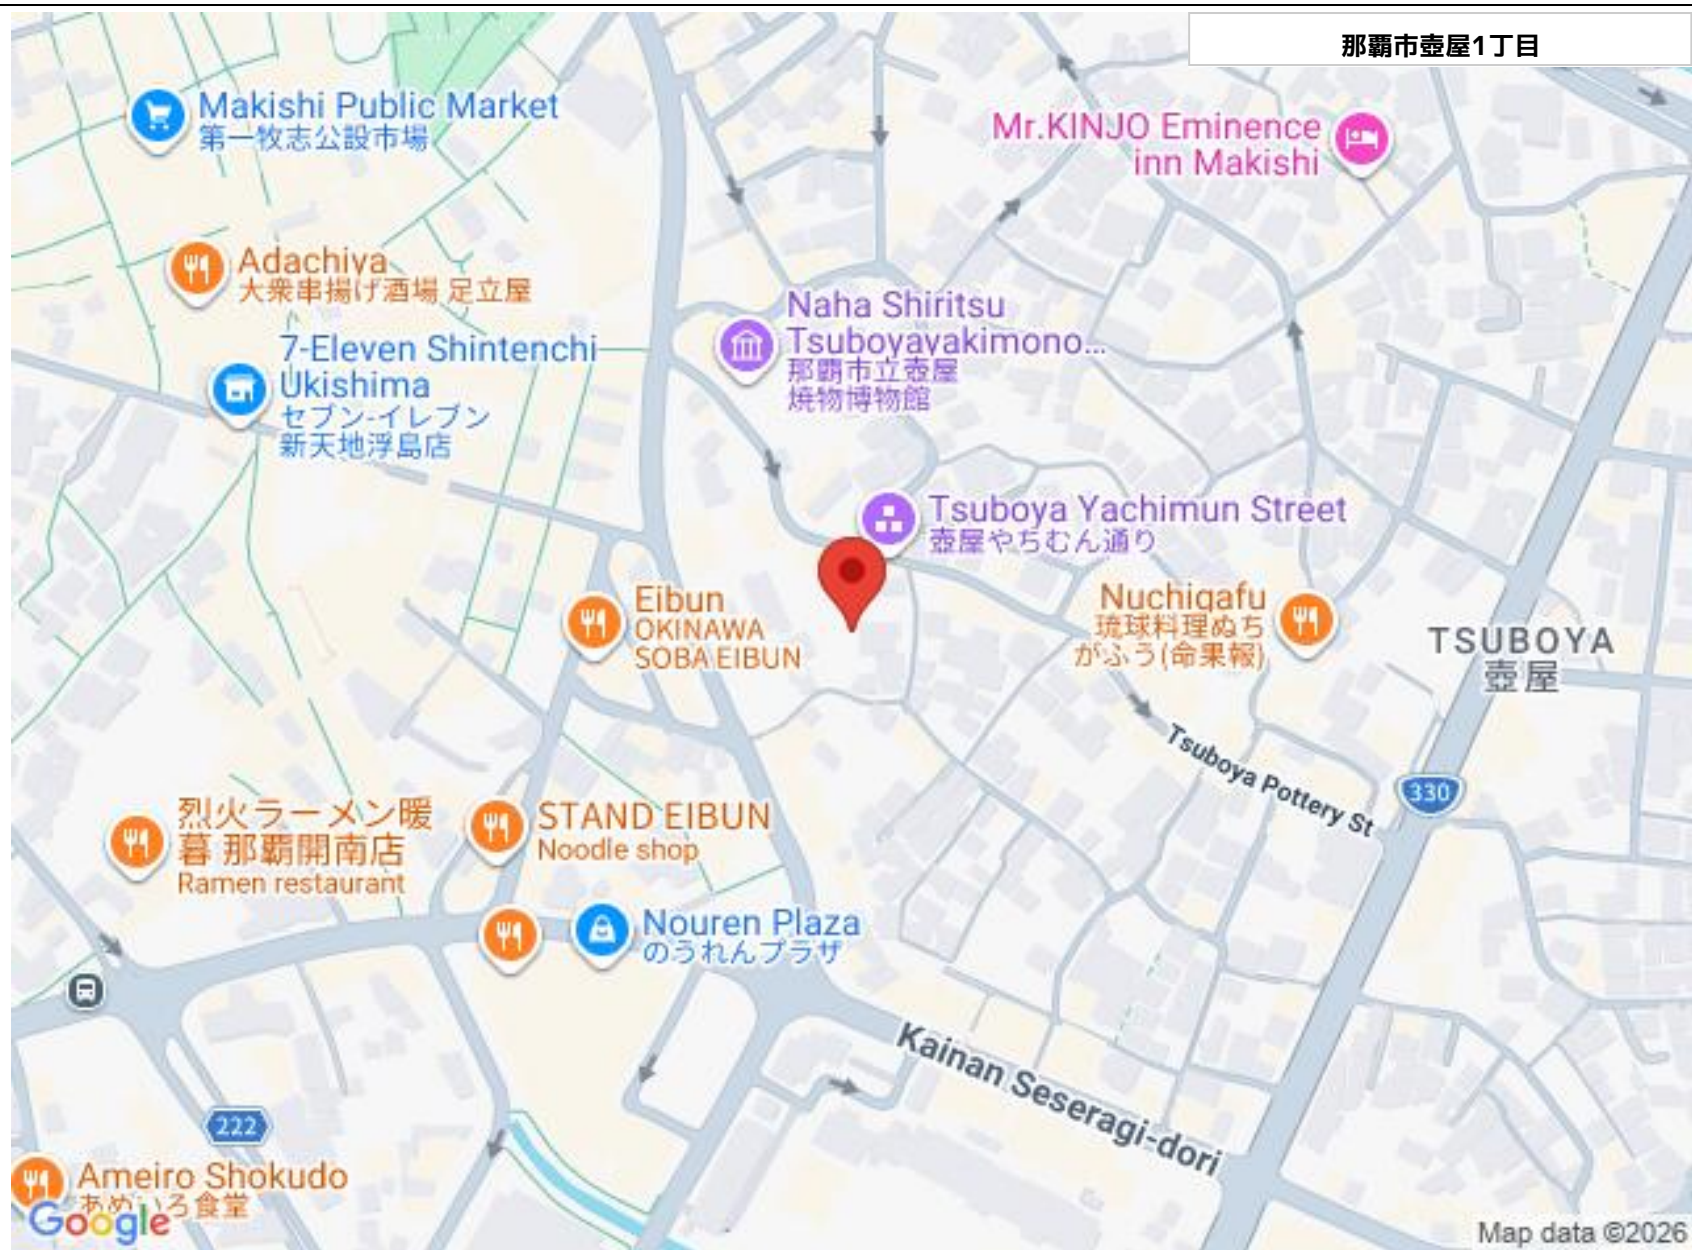 那覇市壺屋1丁目
Makishi Public Market
第一牧志公設市場
Mr.KINJO Eminence
inn Makishi
Adachiya
大衆串揚げ酒場 足立屋
Naha Shiritsu
Tsuboyayakimono...
那覇市立壺屋
焼物博物館
7-Eleven Shintenchi
Ukishima
セブン-イレブン
新天地浮島店
Tsuboya Yachimun Street
壺屋やちむん通り
Eibun
OKINAWA
SOBA EIBUN
Nuchigafu
琉球料理ぬち
がふう(命果報)
TSUBOYA
壺屋
Tsuboya Pottery St
330
烈火ラーメン暖
暮 那覇開南店
Ramen restaurant
STAND EIBUN
Noodle shop
Nouren Plaza
のうれんプラザ
Kainan Seseragi-dori
222
Ameiro Shokudo
あめいろ食堂
Google
Map data ©2026